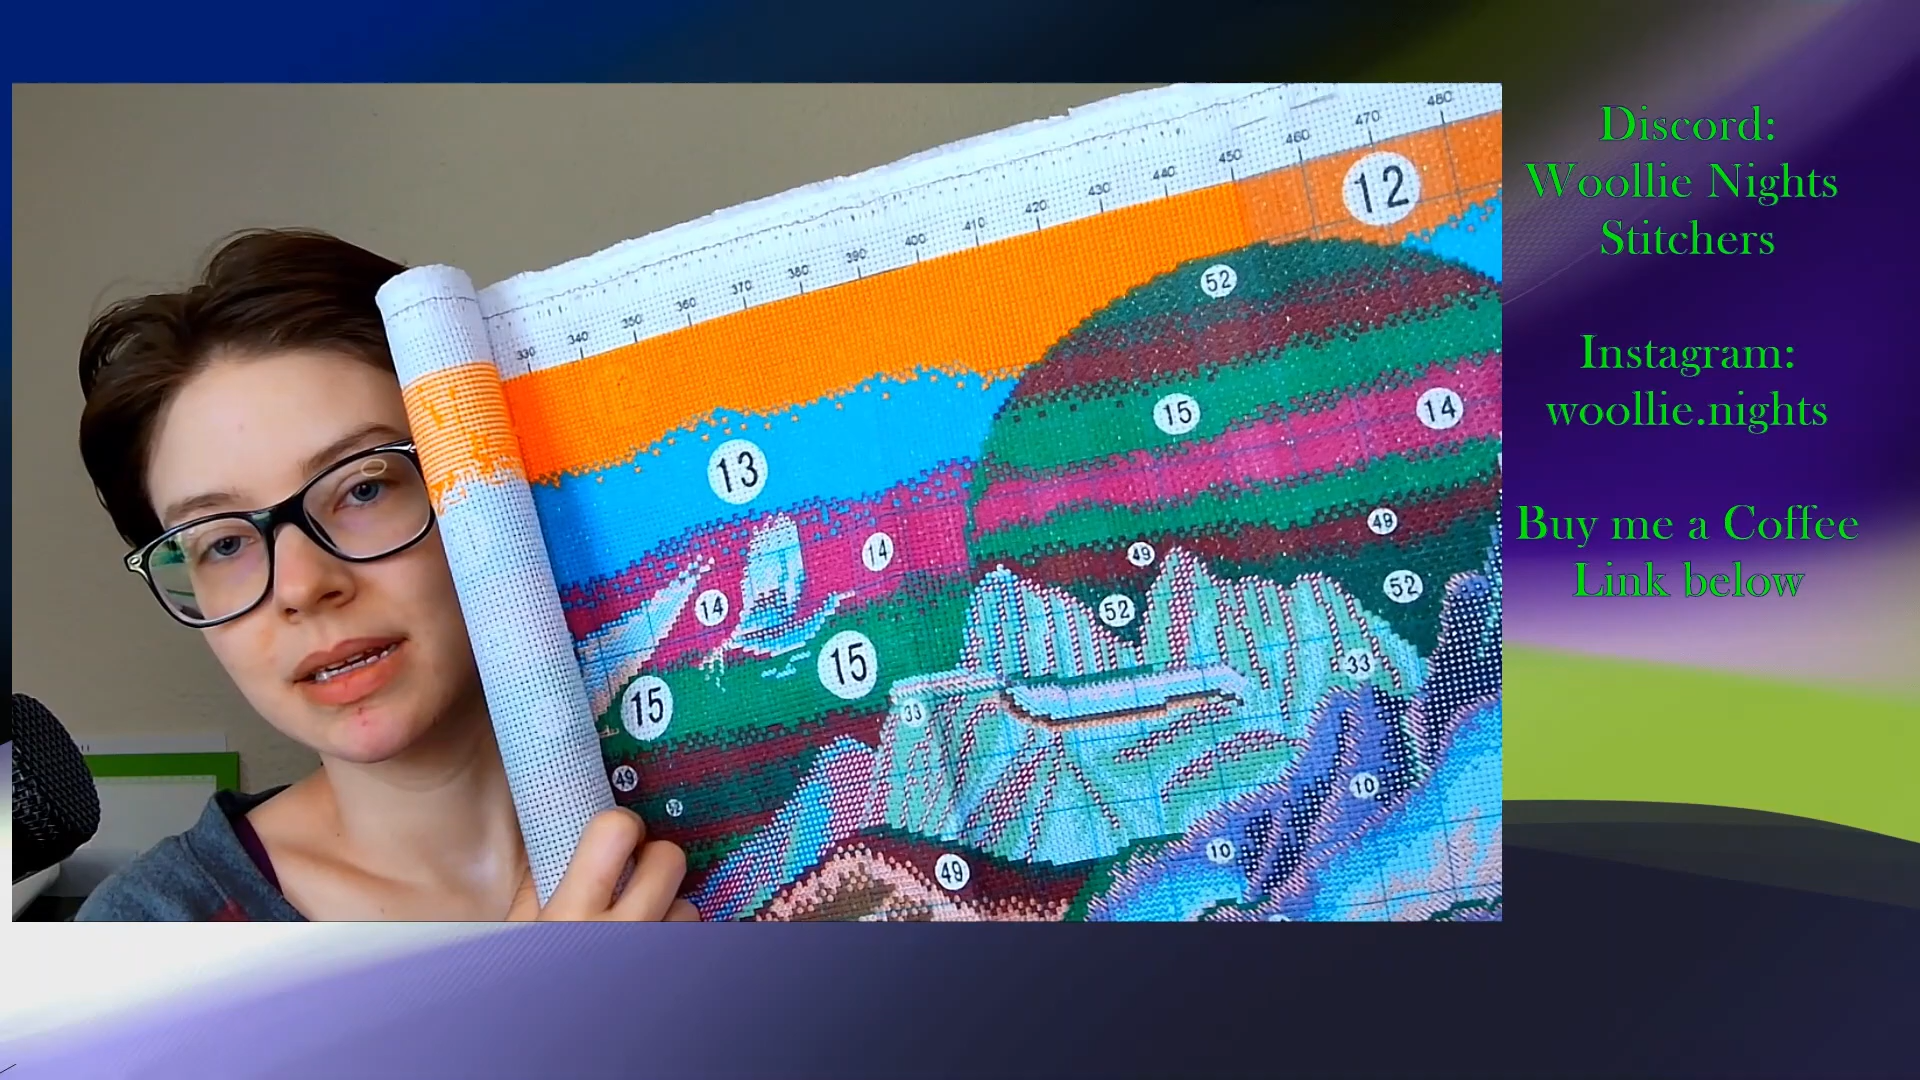 330 340 350 360 370 380 390 400 410 420 430 440 450 460 470 480
12
52
15
14
13
14
49
49
14
52
52
15
15
33
33
49
10
10
49
Discord:
Woollie Nights
Stitchers
Instagram:
woollie.nights
Buy me a Coffee
Link below